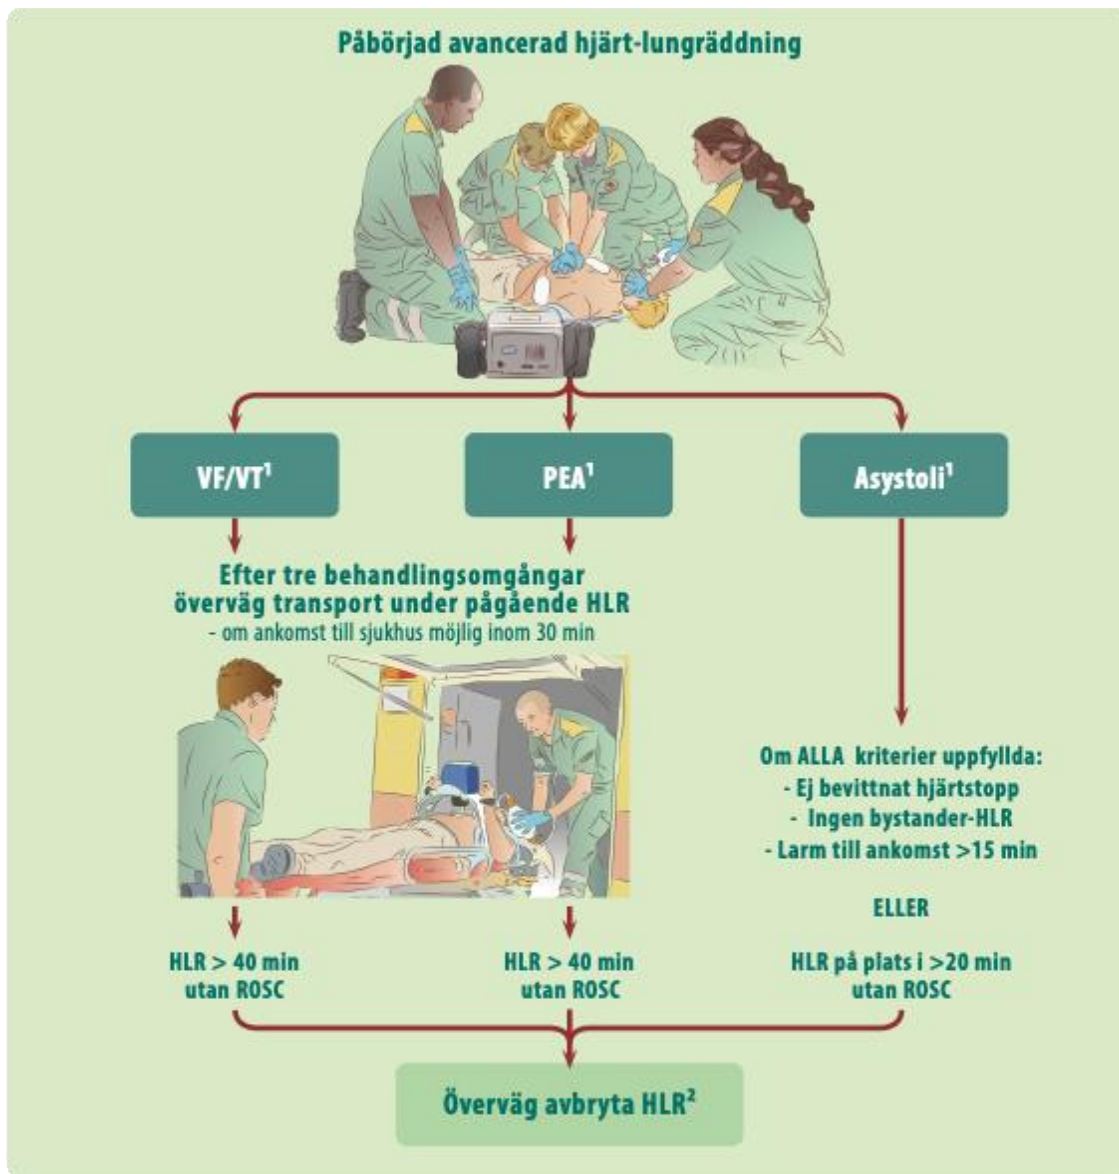 Påbörjad avancerad hjärt-lungräddning
VF/VT¹
PEA¹
Asystoli¹
Efter tre behandlingsomgångar
överväg transport under pågående HLR
- om ankomst till sjukhus möjlig inom 30 min
Om ALLA kriterier uppfyllda:
- Ej bevittnat hjärtstopp
- Ingen bystander-HLR
- Larm till ankomst >15 min
ELLER
HLR > 40 min
utan ROSC
HLR > 40 min
utan ROSC
HLR på plats i >20 min
utan ROSC
Överväg avbryta HLR²